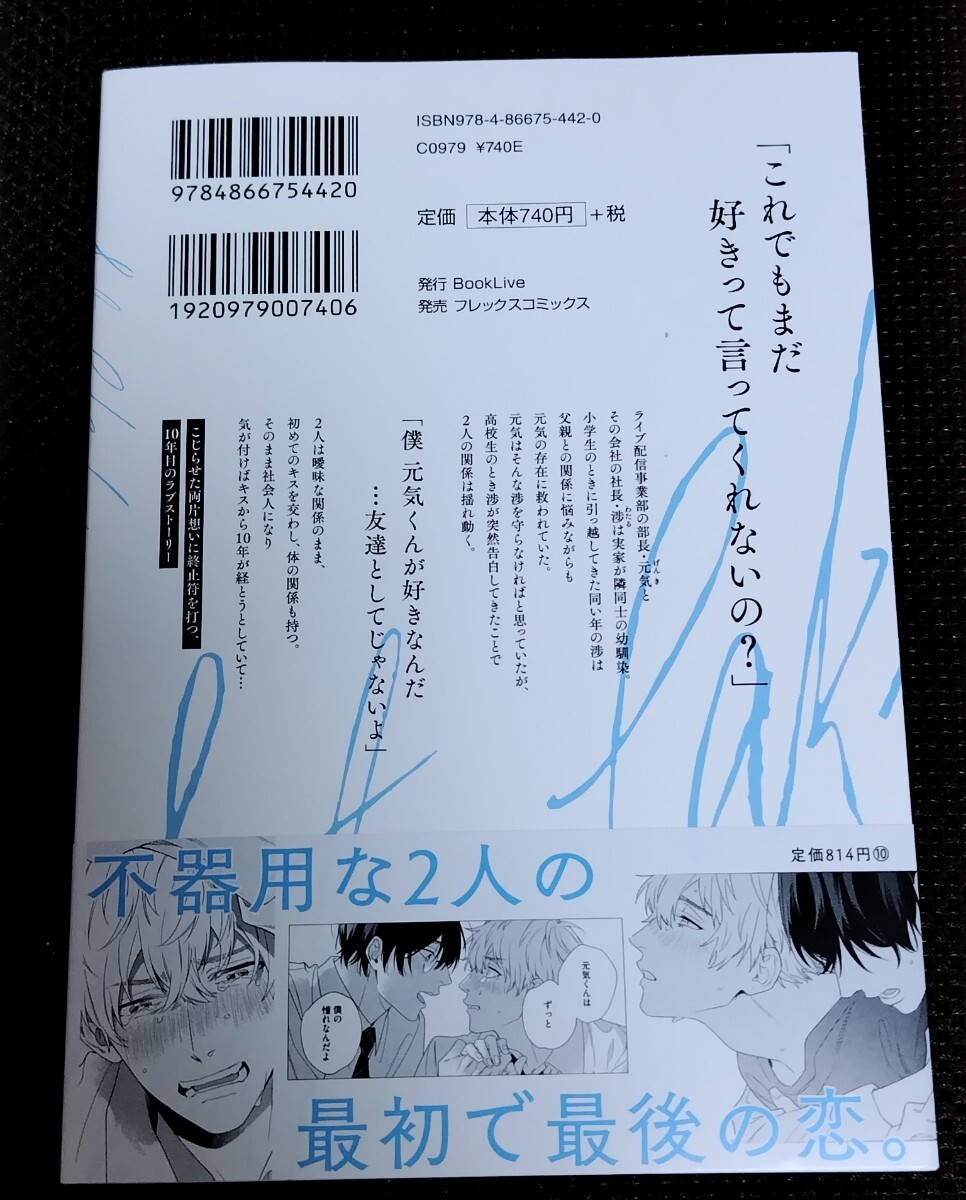 ISBN978-4-86675-442-0
C0979 ¥740E
9784866754420
定価 本体740円 +税
1920979007406
発行 BookLive
発売 フレックスコミックス
「これでもまだ
好きって言ってくれないの?」
ライブ配信事業部の部長・元気と
げんき
その会社の社長・渉は実家が隣同士の幼馴染。
わたる
小学生のときに引っ越してきた同い年の渉は
父親との関係に悩みながらも
元気の存在に救われていた。
元気はそんな渉を守らなければと思っていたが、
高校生のとき渉が突然告白してきたことで
2人の関係は揺れ動く。
「僕 元気くんが好きなんだ
…友達としてじゃないよ」
2人は曖昧な関係のまま、
初めてのキスを交わし、体の関係も持つ。
そのまま社会人になり
気が付けばキスから10年が経とうとしていて…
こじらせた両片想いに終止符を打つ、
10年目のラブストーリー
定価814円⑩
不器用な2人の
元気くんは
ずっと
僕の
憧れなんだよ
最初で最後の恋。